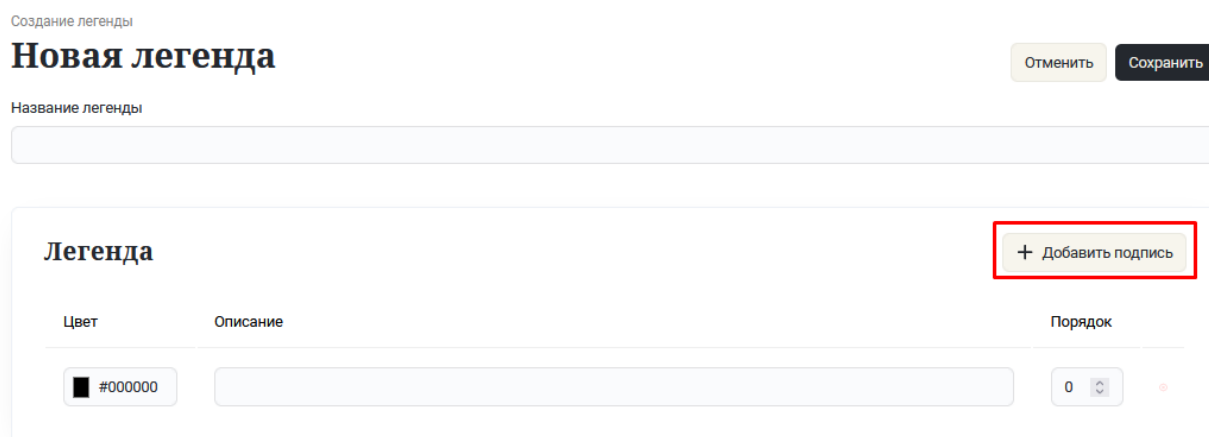 Создание легенды
Новая легенда
Отменить
Сохранить
Название легенды
Легенда
+ Добавить подпись
Цвет
Описание
Порядок
#000000
0